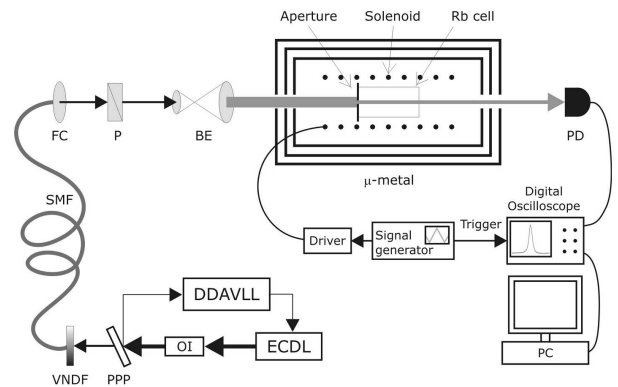 Aperture Solenoid Rb cell
FC P BE PD
μ-metal
SMF
Digital
Oscilloscope
Driver
Signal
generator
Trigger
DDAVLL
OI
ECDL
PC
VNDF PPP